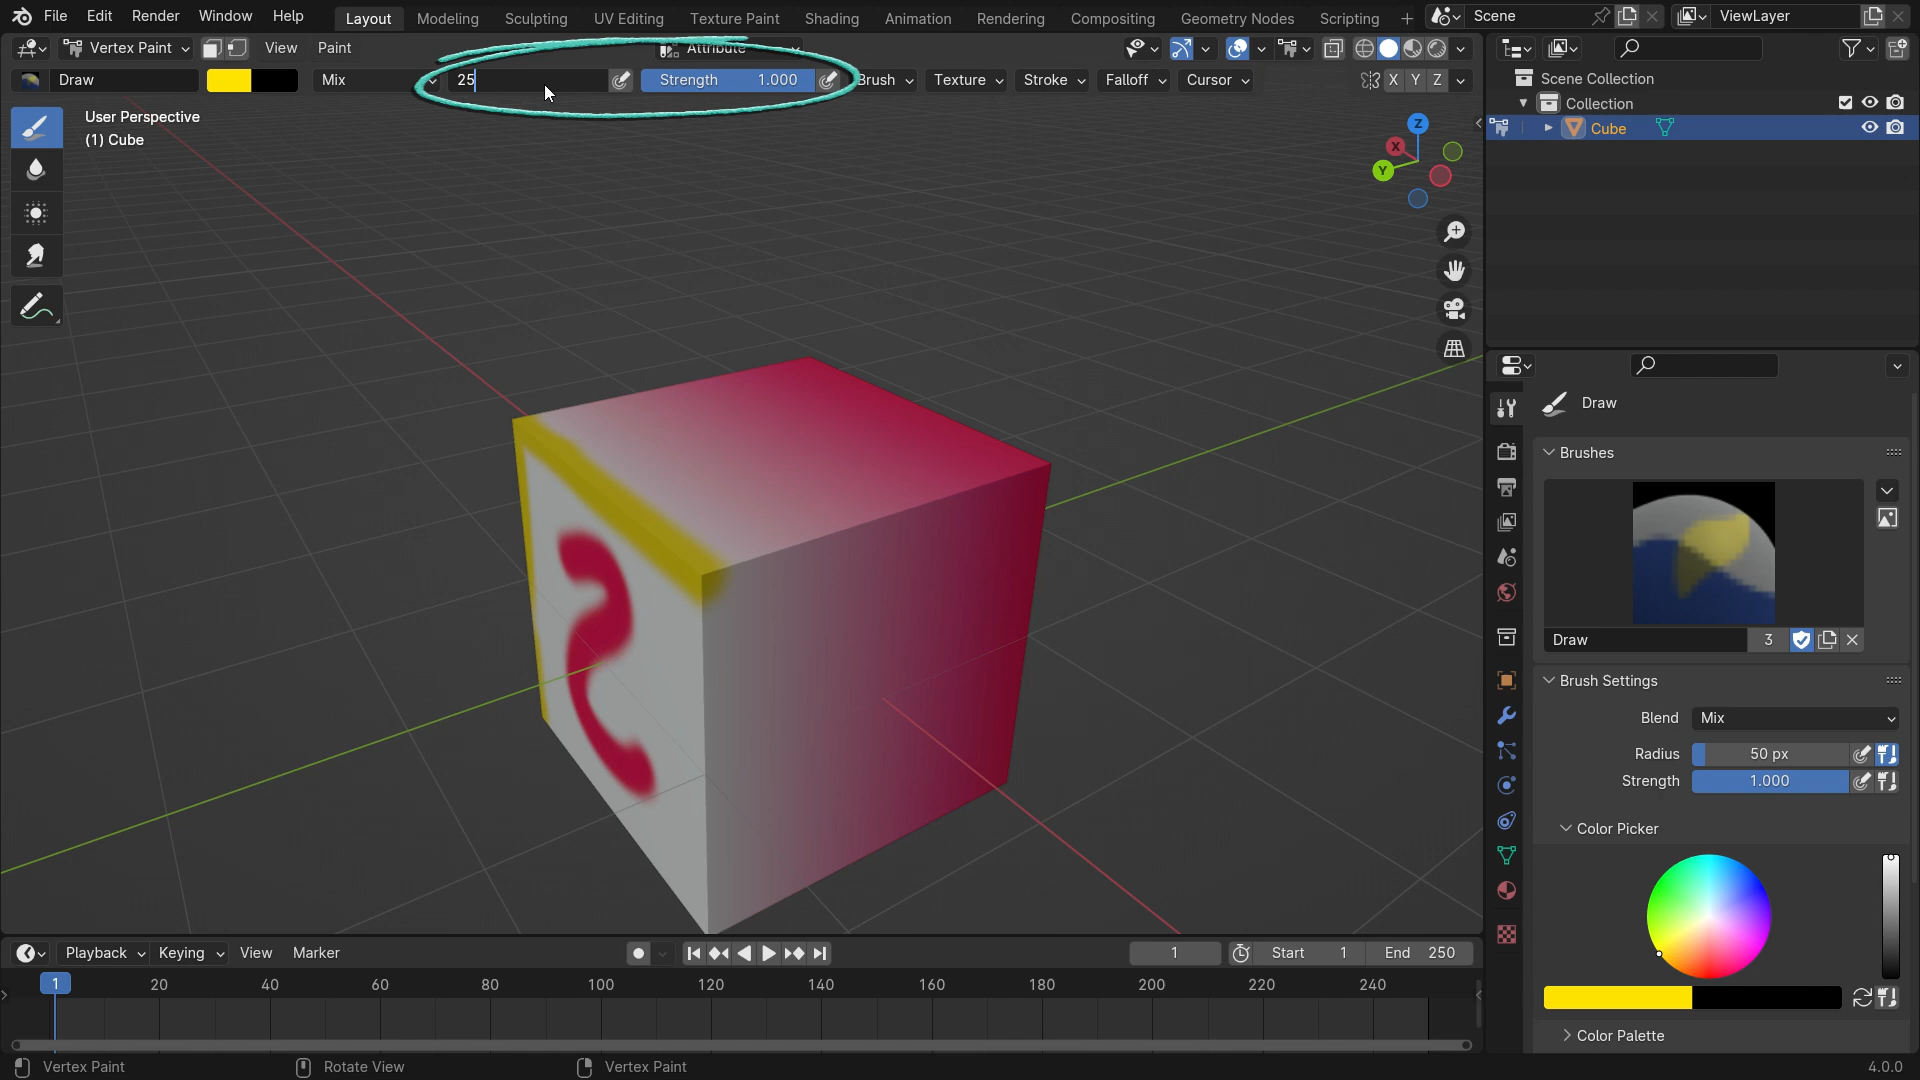 File Edit Render Window Help Layout Modeling Sculpting UV Editing Texture Paint Shading Animation Rendering Compositing Geometry Nodes Scripting + Scene ViewLayer
Vertex Paint View Paint Attribute
Draw Mix 25 Strength 1.000 Brush Texture Stroke Falloff Cursor X Y Z
User Perspective
(1) Cube
Z
X
Y
Scene Collection
Collection
Cube
Draw
Brushes
Draw 3
Brush Settings
Blend Mix
Radius 50 px
Strength 1.000
Color Picker
Color Palette
Playback Keying View Marker 1 Start 1 End 250
1 20 40 60 80 100 120 140 160 180 200 220 240
Vertex Paint Rotate View Vertex Paint 4.0.0